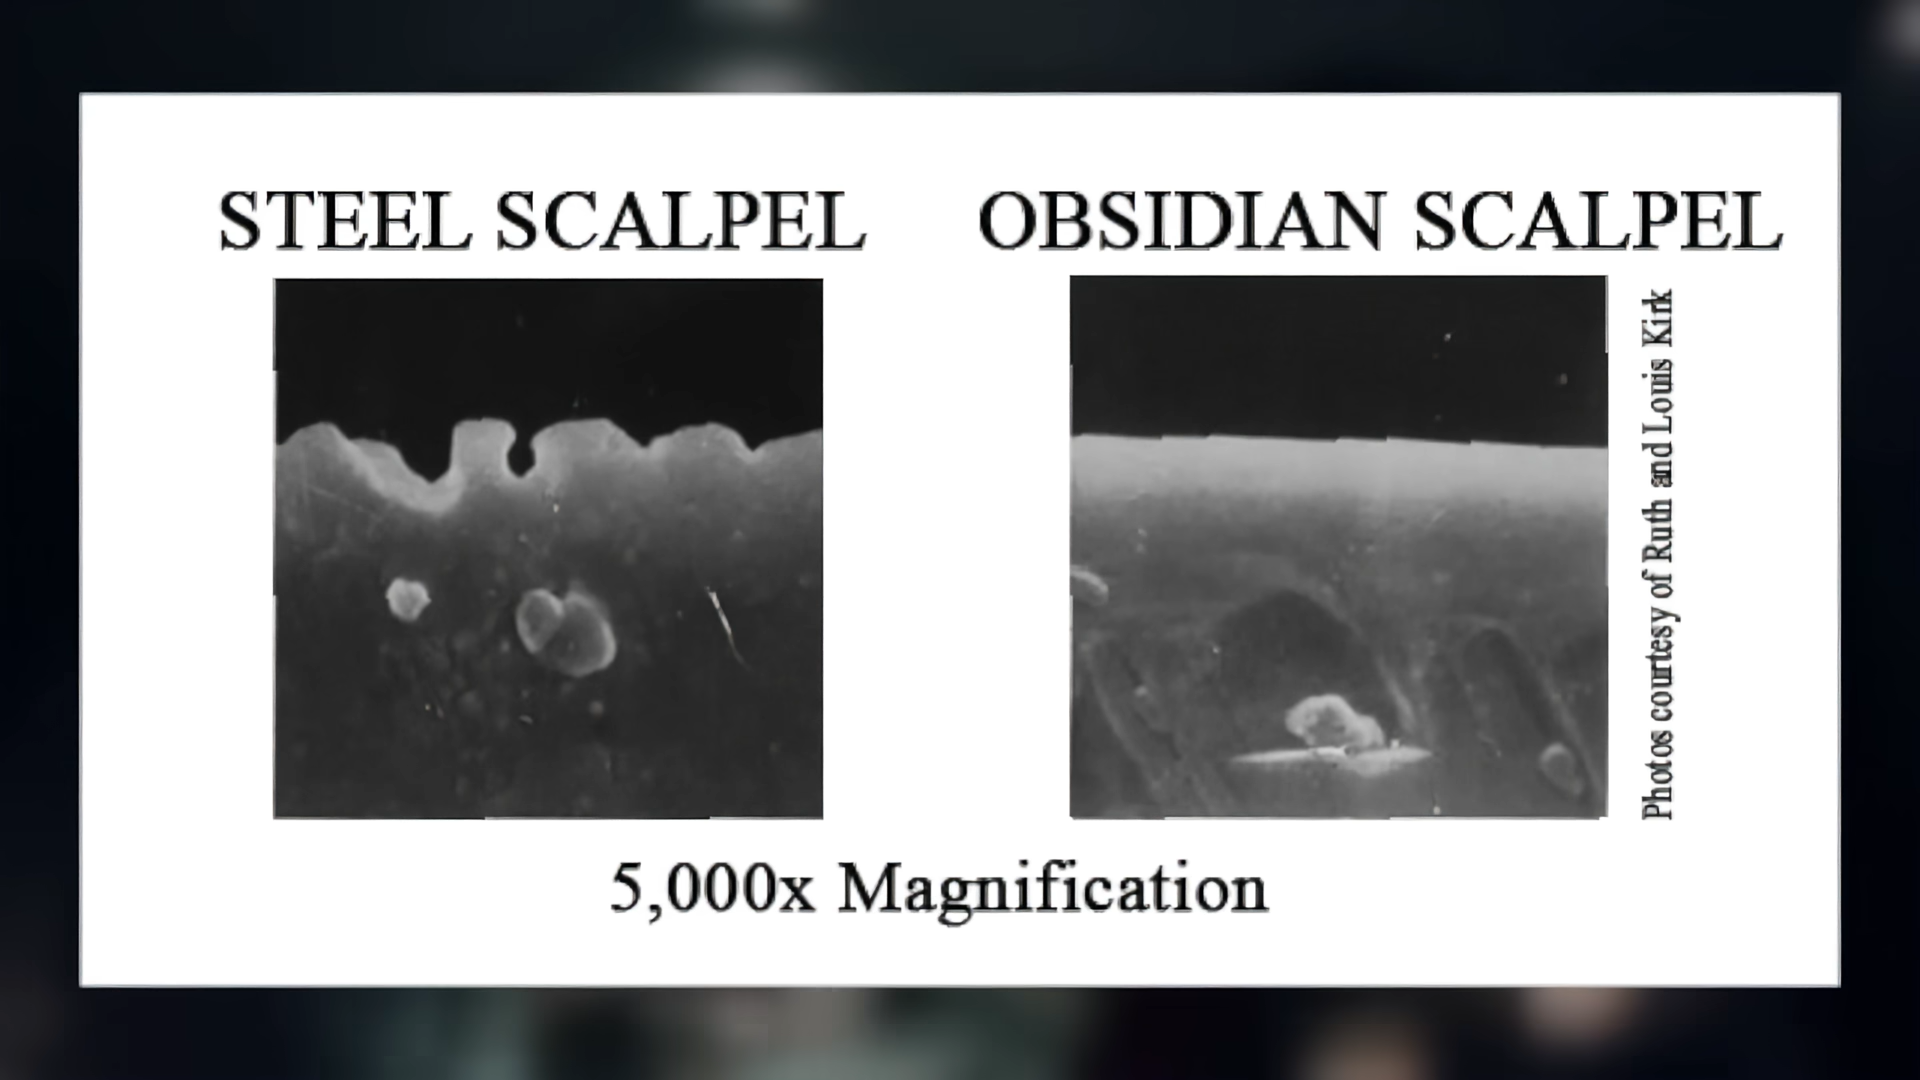 STEEL SCALPEL
OBSIDIAN SCALPEL
Photos courtesy of Ruth and Louis Kirk
5,000x Magnification